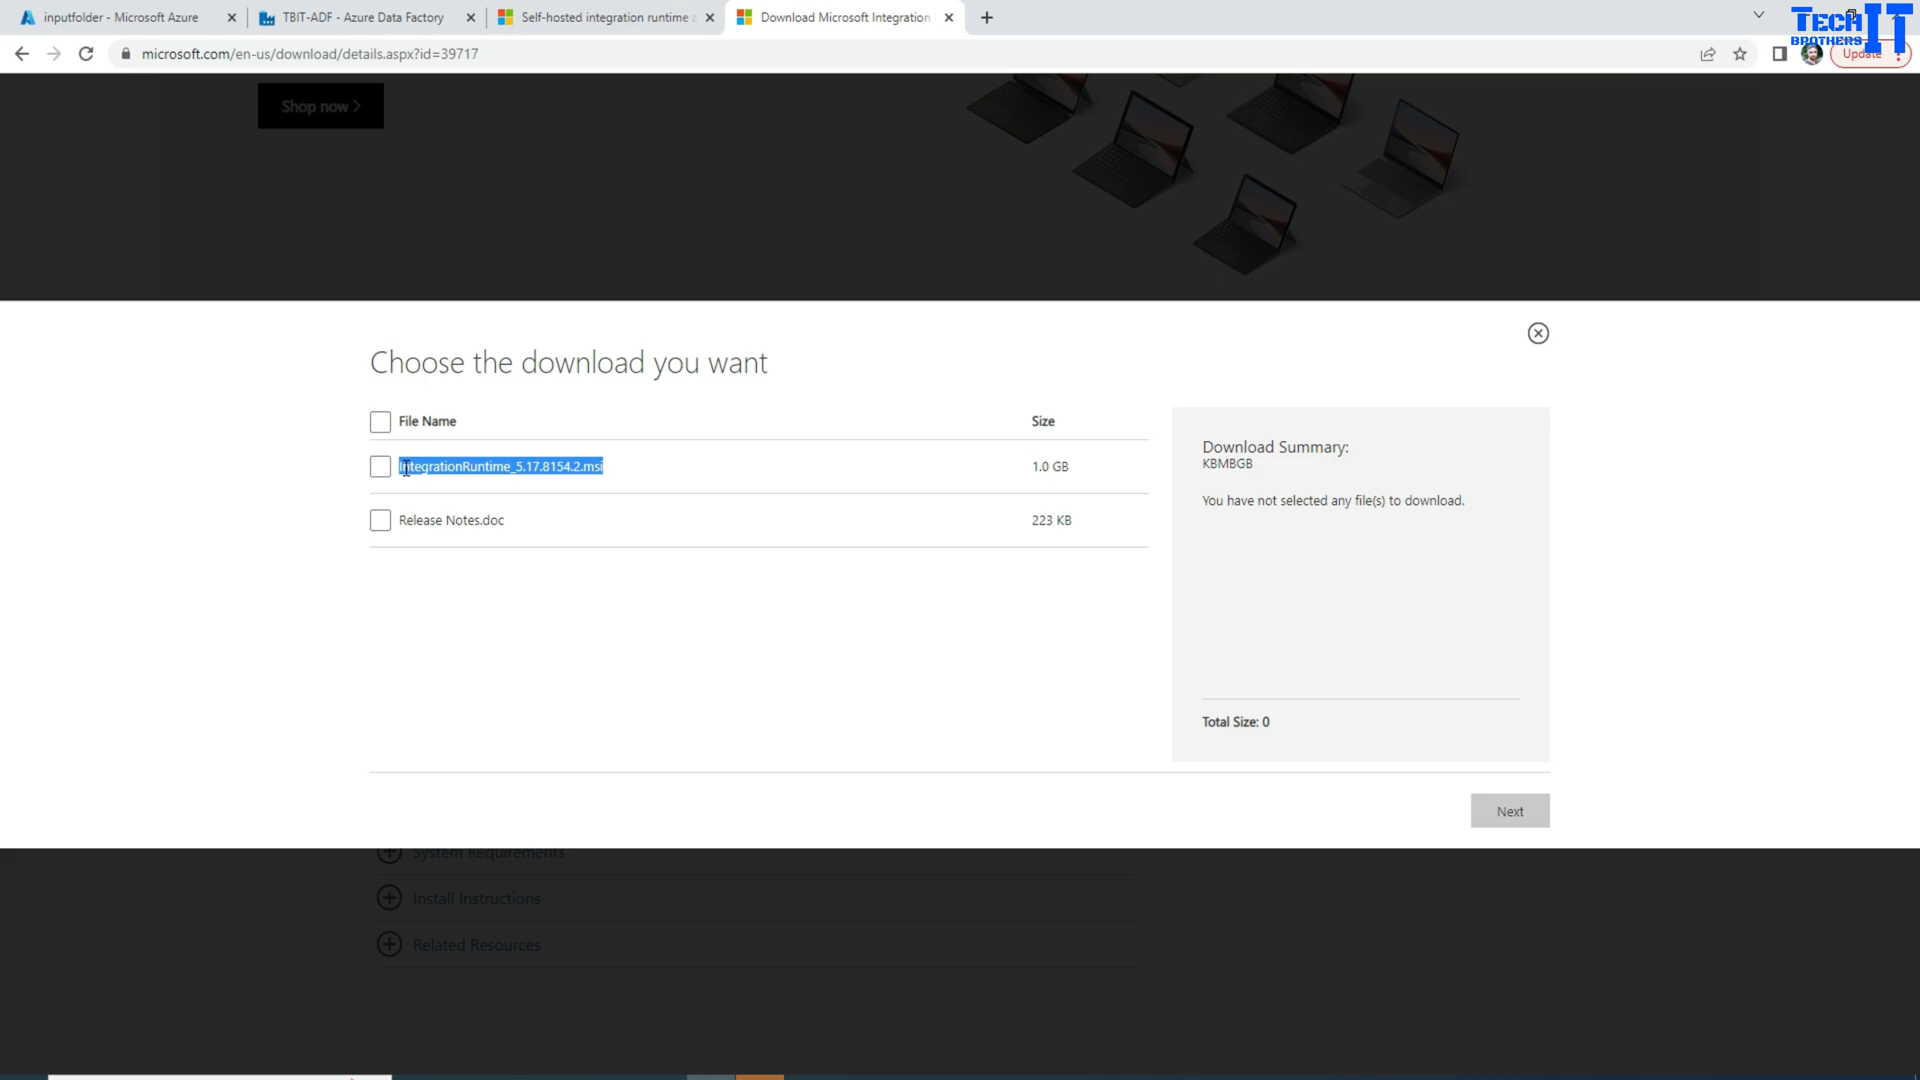 inputfolder - Microsoft Azure
TBIT-ADF - Azure Data Factory
Self-hosted integration runtime a
Download Microsoft Integration
TECH IT
BROTHERS
microsoft.com/en-us/download/details.aspx?id=39717
Update
Shop now
Choose the download you want
File Name
Size
IntegrationRuntime_5.17.8154.2.msi
1.0 GB
Release Notes.doc
223 KB
Download Summary:
KBMBGB
You have not selected any file(s) to download.
Total Size: 0
Next
System Requirements
Install Instructions
Related Resources